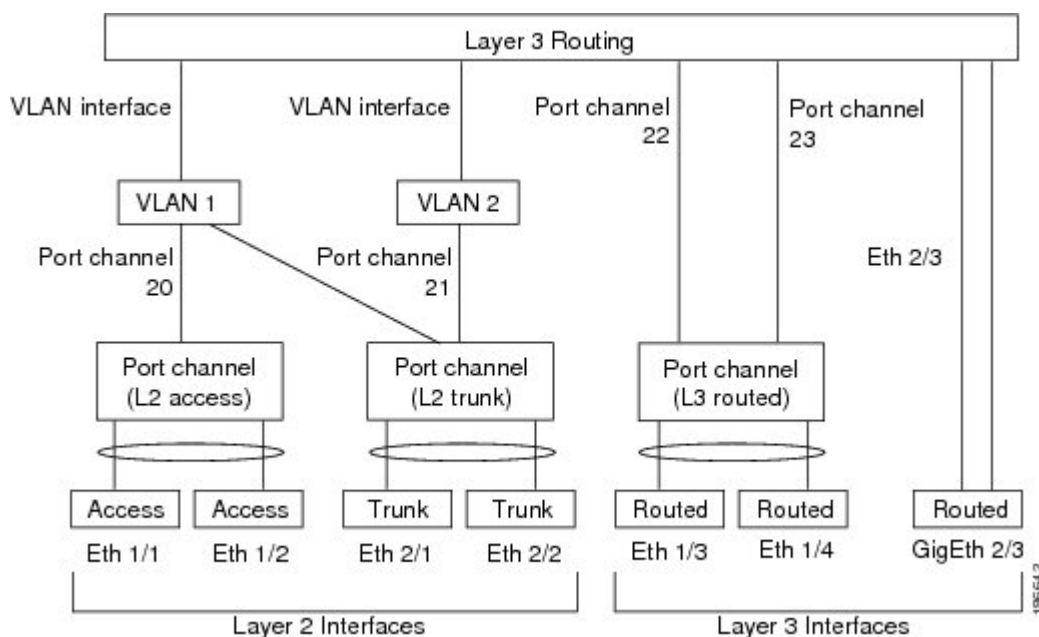 Layer 3 Routing
VLAN interface
VLAN interface
Port channel
22
Port channel
23
VLAN 1
VLAN 2
Port channel
20
Port channel
21
Eth 2/3
Port channel
(L2 access)
Port channel
(L2 trunk)
Port channel
(L3 routed)
Access
Access
Trunk
Trunk
Routed
Routed
Routed
Eth 1/1
Eth 1/2
Eth 2/1
Eth 2/2
Eth 1/3
Eth 1/4
GigEth 2/3
Layer 2 Interfaces
Layer 3 Interfaces